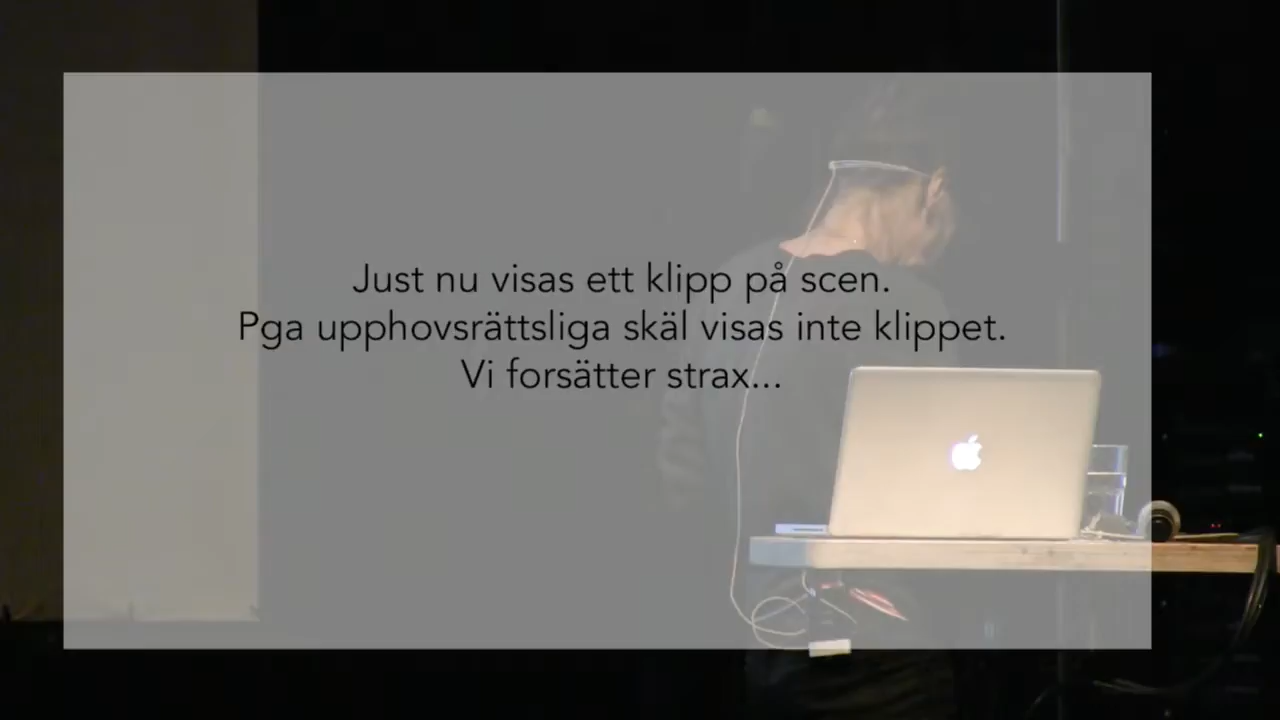 Just nu visas ett klipp på scen.
Pga upphovsrättsliga skäl visas inte klippet.
Vi forsätter strax...